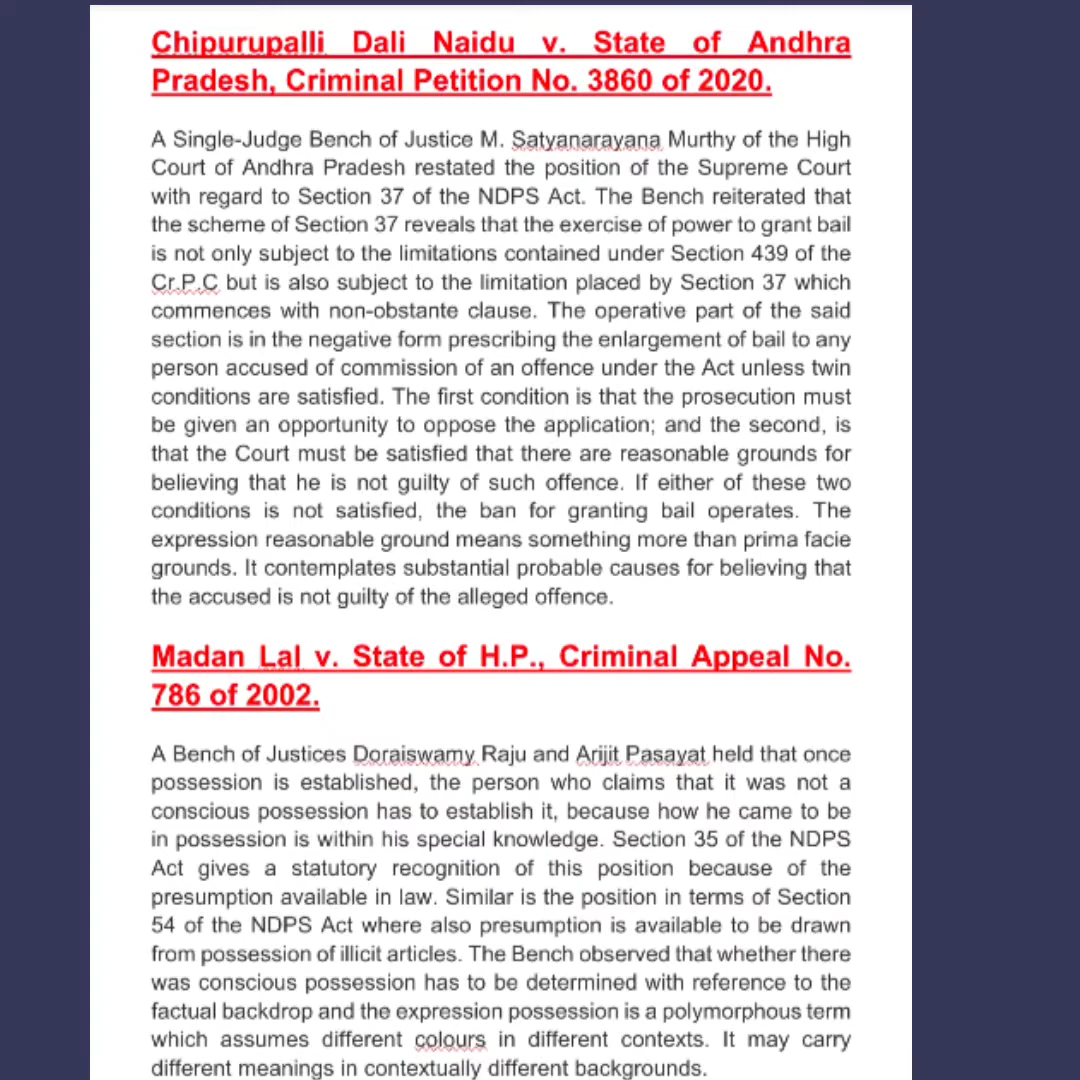 Chipurupalli Dali Naidu v. State of Andhra
Pradesh, Criminal Petition No. 3860 of 2020.
A Single-Judge Bench of Justice M. Satyanarayana Murthy of the High
Court of Andhra Pradesh restated the position of the Supreme Court
with regard to Section 37 of the NDPS Act. The Bench reiterated that
the scheme of Section 37 reveals that the exercise of power to grant bail
is not only subject to the limitations contained under Section 439 of the
Cr.P.C but is also subject to the limitation placed by Section 37 which
commences with non-obstante clause. The operative part of the said
section is in the negative form prescribing the enlargement of bail to any
person accused of commission of an offence under the Act unless twin
conditions are satisfied. The first condition is that the prosecution must
be given an opportunity to oppose the application; and the second, is
that the Court must be satisfied that there are reasonable grounds for
believing that he is not guilty of such offence. If either of these two
conditions is not satisfied, the ban for granting bail operates. The
expression reasonable ground means something more than prima facie
grounds. It contemplates substantial probable causes for believing that
the accused is not guilty of the alleged offence.
Madan Lal v. State of H.P., Criminal Appeal No.
786 of 2002.
A Bench of Justices Doraiswamy Raju and Arijit Pasayat held that once
possession is established, the person who claims that it was not a
conscious possession has to establish it, because how he came to be
in possession is within his special knowledge. Section 35 of the NDPS
Act gives a statutory recognition of this position because of the
presumption available in law. Similar is the position in terms of Section
54 of the NDPS Act where also presumption is available to be drawn
from possession of illicit articles. The Bench observed that whether there
was conscious possession has to be determined with reference to the
factual backdrop and the expression possession is a polymorphous term
which assumes different colours in different contexts. It may carry
different meanings in contextually different backgrounds.